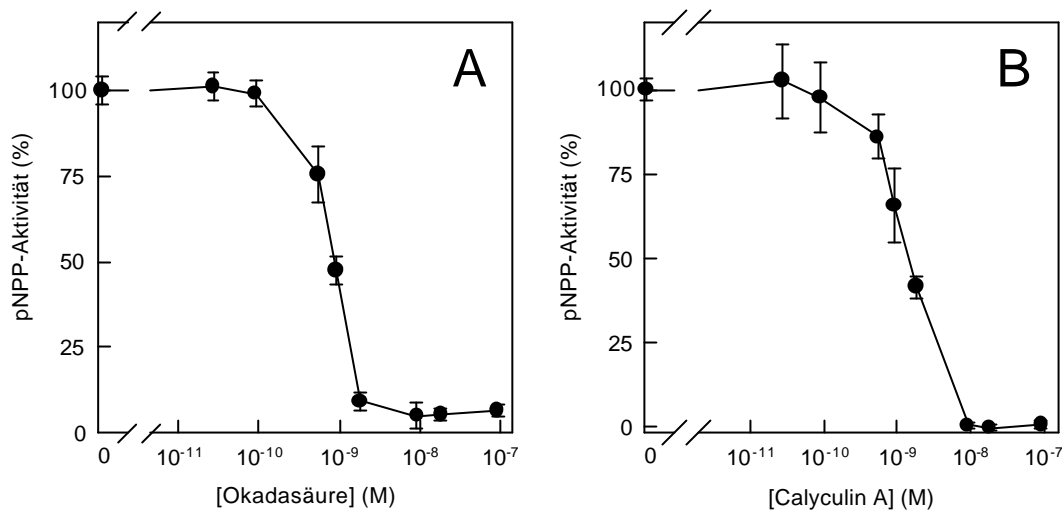 A
100
75
50
25
0
pNPP-Aktivität (%)
0 10⁻¹¹ 10⁻¹⁰ 10⁻⁹ 10⁻⁸ 10⁻⁷
[Okadasäure] (M)
B
100
75
50
25
0
pNPP-Aktivität (%)
0 10⁻¹¹ 10⁻¹⁰ 10⁻⁹ 10⁻⁸ 10⁻⁷
[Calyculin A] (M)